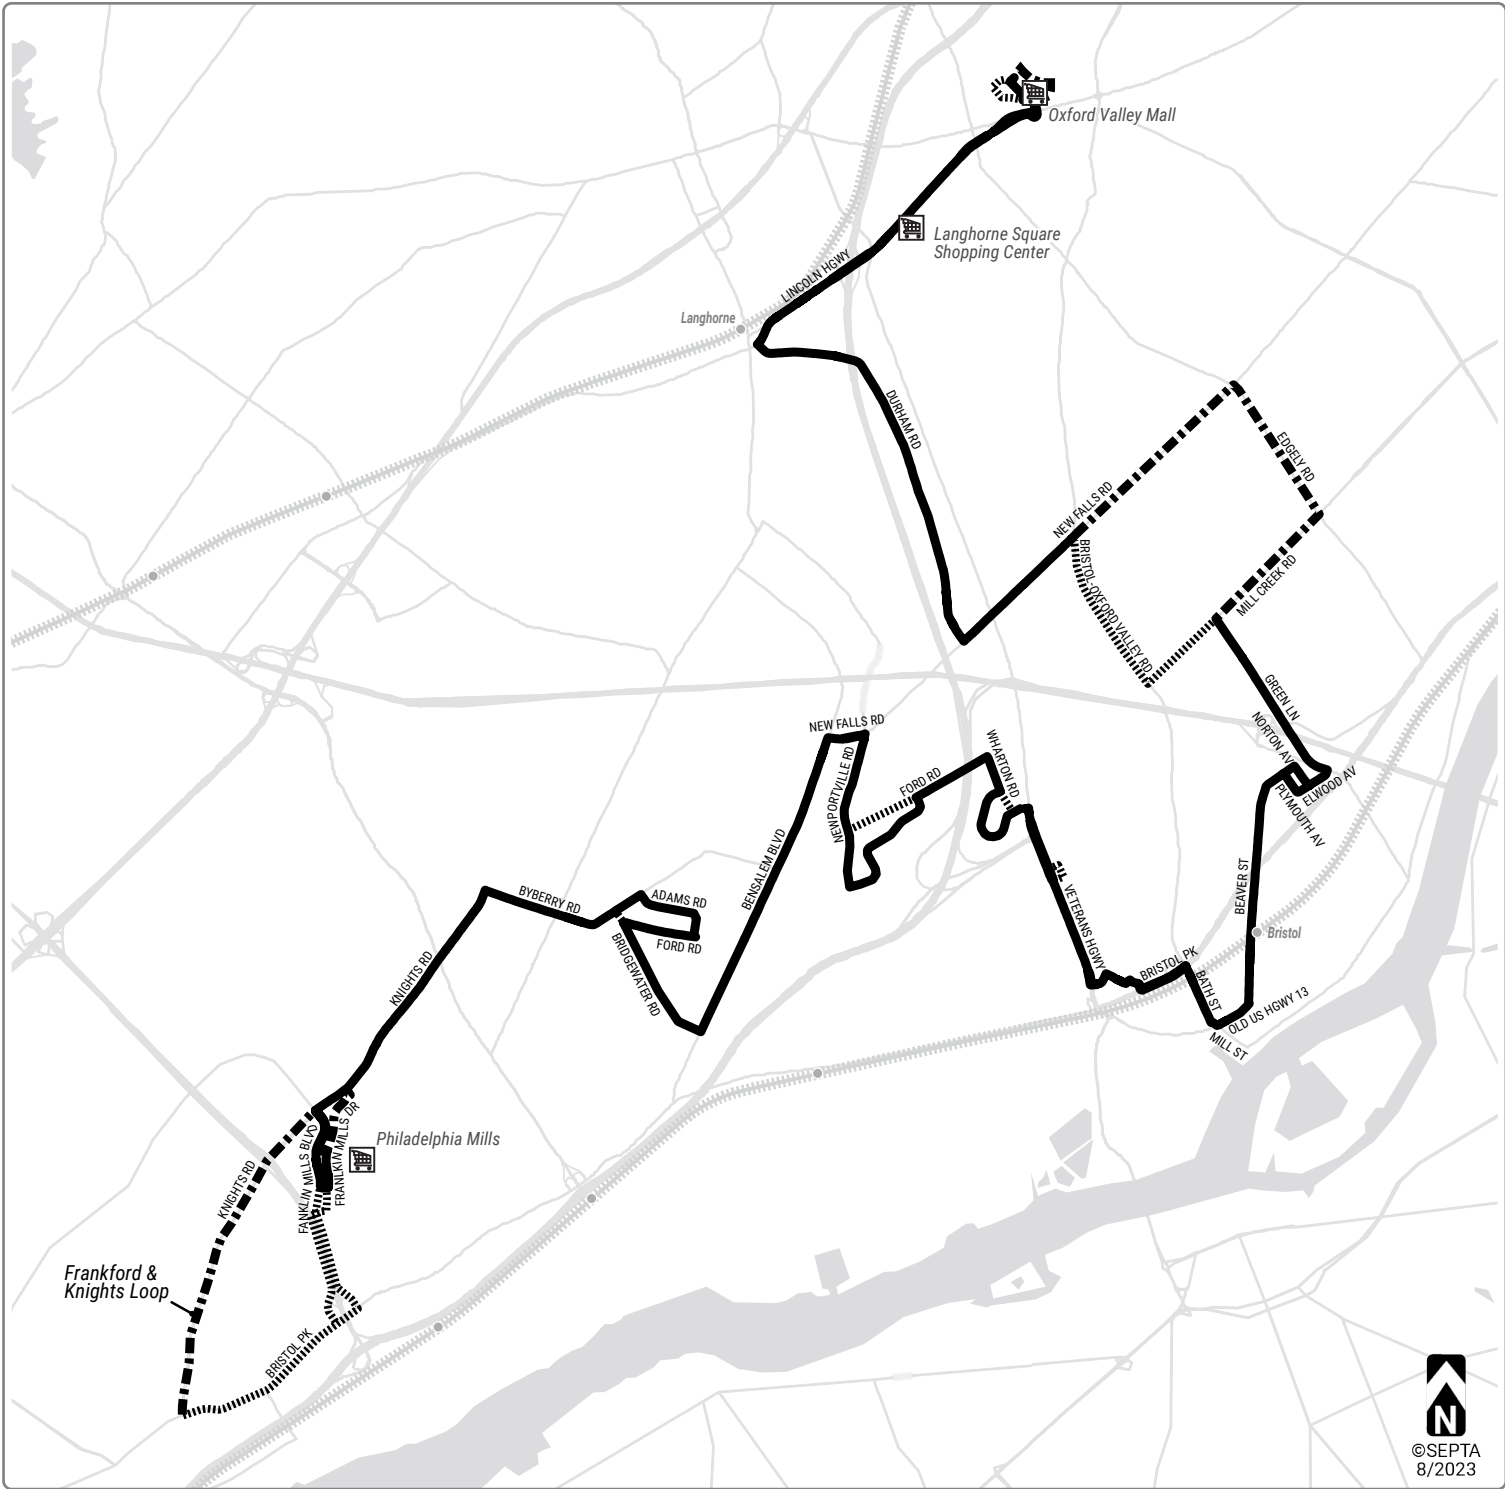 Oxford Valley Mall
Langhorne Square
Shopping Center
LINCOLN HGWY
Langhorne
DURHAM RD
EDGELY RD
NEW FALLS RD
BRISTOL-OXFORD VALLEY RD
MILL CREEK RD
GREEN LN
NORTON AV
ELWOOD AV
PLYMOUTH AV
NEW FALLS RD
NEWPORTVILLE RD
FORD RD
WHARTON RD
BENSALEM BLVD
BEAVER ST
VETERANS HGWY
BYBERRY RD
ADAMS RD
FORD RD
BRIDGEWATER RD
Bristol
BRISTOL PK
BATH ST
OLD US HGWY 13
MILL ST
KNIGHTS RD
FRANLKIN MILLS DR
FANKLIN MILLS BLVD
Philadelphia Mills
KNIGHTS RD
Frankford &
Knights Loop
BRISTOL PK
N
©SEPTA
8/2023